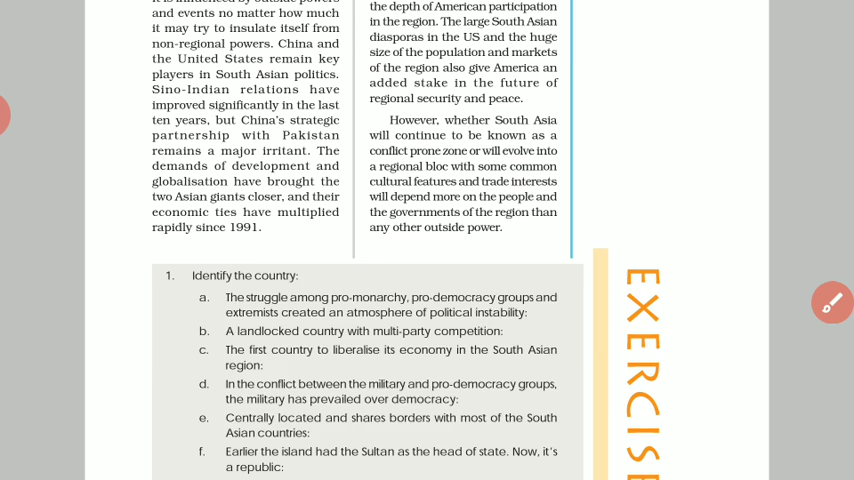 it is influenced by outside powers
and events no matter how much
it may try to insulate itself from
non-regional powers. China and
the United States remain key
players in South Asian politics.
Sino-Indian relations have
improved significantly in the last
ten years, but China's strategic
partnership with Pakistan
remains a major irritant. The
demands of development and
globalisation have brought the
two Asian giants closer, and their
economic ties have multiplied
rapidly since 1991.
the depth of American participation
in the region. The large South Asian
diasporas in the US and the huge
size of the population and markets
of the region also give America an
added stake in the future of
regional security and peace.
However, whether South Asia
will continue to be known as a
conflict prone zone or will evolve into
a regional bloc with some common
cultural features and trade interests
will depend more on the people and
the governments of the region than
any other outside power.
1. Identify the country:
a. The struggle among pro-monarchy, pro-democracy groups and
extremists created an atmosphere of political instability:
b. A landlocked country with multi-party competition:
c. The first country to liberalise its economy in the South Asian
region:
d. In the conflict between the military and pro-democracy groups,
the military has prevailed over democracy:
e. Centrally located and shares borders with most of the South
Asian countries:
f. Earlier the island had the Sultan as the head of state. Now, it's
a republic:
EXERCISE